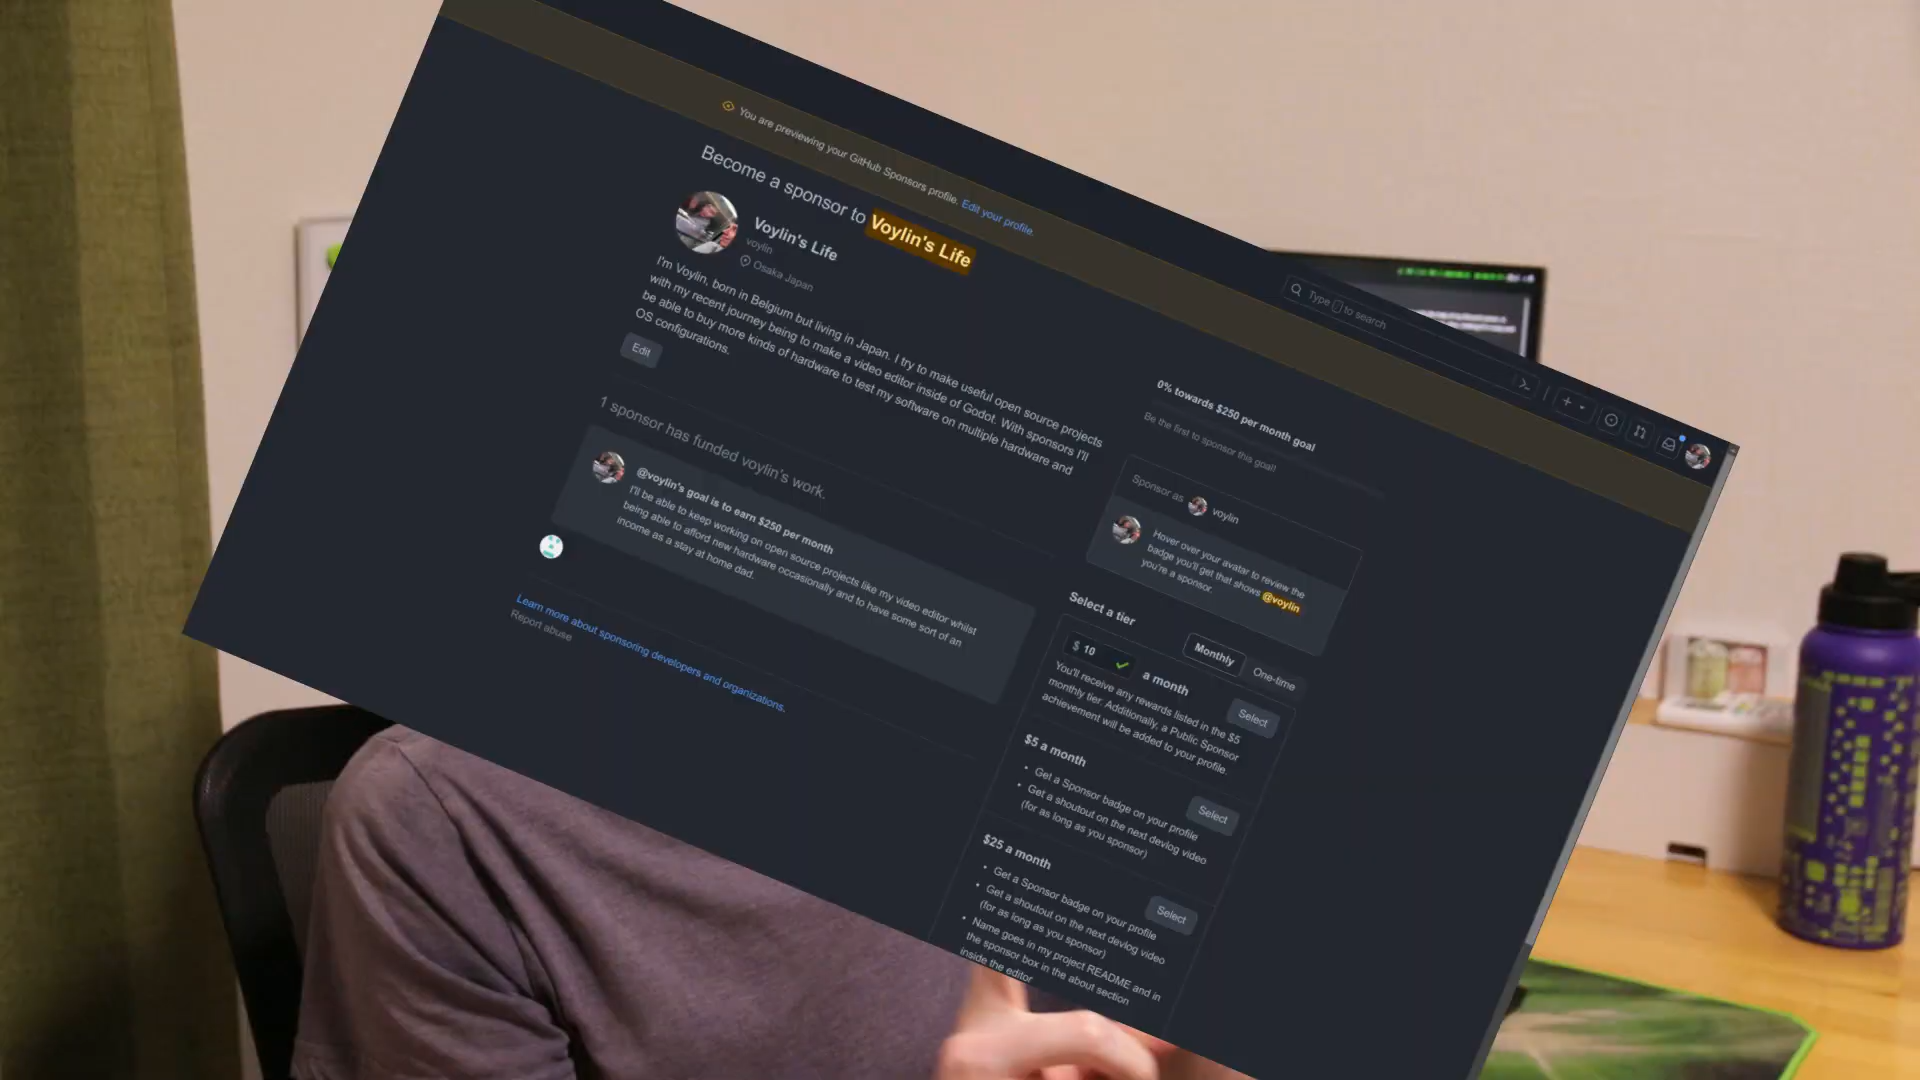 You are previewing your GitHub Sponsors profile. Edit your profile.
Type / to search
Become a sponsor to Voylin's Life
Voylin's Life
voylin
Osaka Japan
I'm Voylin, born in Belgium but living in Japan. I try to make useful open source projects
with my recent journey being to make a video editor inside of Godot. With sponsors I'll
be able to buy more kinds of hardware to test my software on multiple hardware and
OS configurations.
Edit
1 sponsor has funded voylin's work.
@voylin's goal is to earn $250 per month
I'll be able to keep working on open source projects like my video editor whilst
being able to afford new hardware occasionally and to have some sort of an
income as a stay at home dad.
Learn more about sponsoring developers and organizations.
Report abuse
0% towards $250 per month goal
Be the first to sponsor this goal!
Sponsor as voylin
Hover over your avatar to review the
badge you'll get that shows @voylin
you're a sponsor.
Select a tier
Monthly
One-time
$ 10 a month
Select
You'll receive any rewards listed in the $5
monthly tier. Additionally, a Public Sponsor
achievement will be added to your profile.
$5 a month
Select
• Get a Sponsor badge on your profile
• Get a shoutout on the next devlog video
(for as long as you sponsor)
$25 a month
Select
• Get a Sponsor badge on your profile
• Get a shoutout on the next devlog video
(for as long as you sponsor)
• Name goes in my project README and in
the sponsor box in the about section
inside the editor